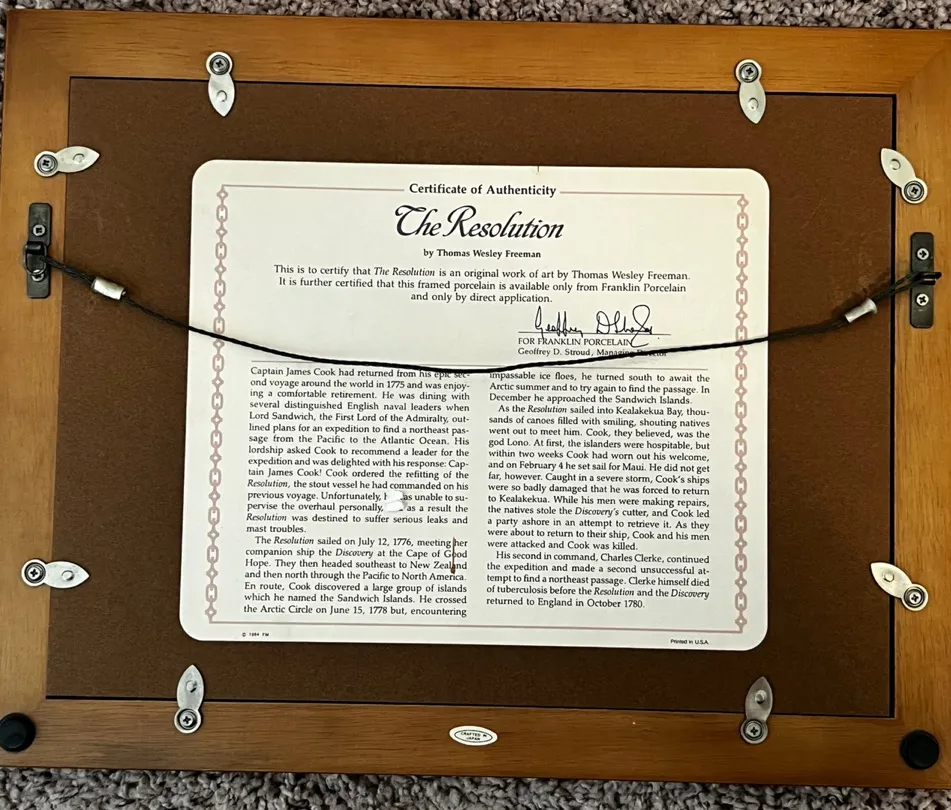 Certificate of Authenticity
The Resolution
by Thomas Wesley Freeman
This is to certify that The Resolution is an original work of art by Thomas Wesley Freeman.
It is further certified that this framed porcelain is available only from Franklin Porcelain
and only by direct application.
FOR FRANKLIN PORCELAIN
Geoffrey D. Stroud, Managing Director
Captain James Cook had returned from his epic sec-
ond voyage around the world in 1775 and was enjoy-
ing a comfortable retirement. He was dining with
several distinguished English naval leaders when
Lord Sandwich, the First Lord of the Admiralty, out-
lined plans for an expedition to find a northeast pas-
sage from the Pacific to the Atlantic Ocean. His
lordship asked Cook to recommend a leader for the
expedition and was delighted with his response: Cap-
tain James Cook! Cook ordered the refitting of the
Resolution, the stout vessel he had commanded on his
previous voyage. Unfortunately, unable to su-
pervise the overhaul personally, as a result the
Resolution was destined to suffer serious leaks and
mast troubles.
The Resolution sailed on July 12, 1776, meeting her
companion ship the Discovery at the Cape of Good
Hope. They then headed southeast to New Zealand
and then north through the Pacific to North America.
En route, Cook discovered a large group of islands
which he named the Sandwich Islands. He crossed
the Arctic Circle on June 15, 1778 but, encountering
impassable ice floes, he turned south to await the
Arctic summer and to try again to find the passage. In
December he approached the Sandwich Islands.
As the Resolution sailed into Kealakekua Bay, thou-
sands of canoes filled with smiling, shouting natives
went out to meet him. Cook, they believed, was the
god Lono. At first, the islanders were hospitable, but
within two weeks Cook had worn out his welcome,
and on February 4 he set sail for Maui. He did not get
far, however. Caught in a severe storm, Cook's ships
were so badly damaged that he was forced to return
to Kealakekua. While his men were making repairs,
the natives stole the Discovery's cutter, and Cook led
a party ashore in an attempt to retrieve it. As they
were about to return to their ship, Cook and his men
were attacked and Cook was killed.
His second in command, Charles Clerke, continued
the expedition and made a second unsuccessful at-
tempt to find a northeast passage. Clerke himself died
of tuberculosis before the Resolution and the Discovery
returned to England in October 1780.
© 1984 FM
Printed in U.S.A.
CRAFTED IN
JAPAN